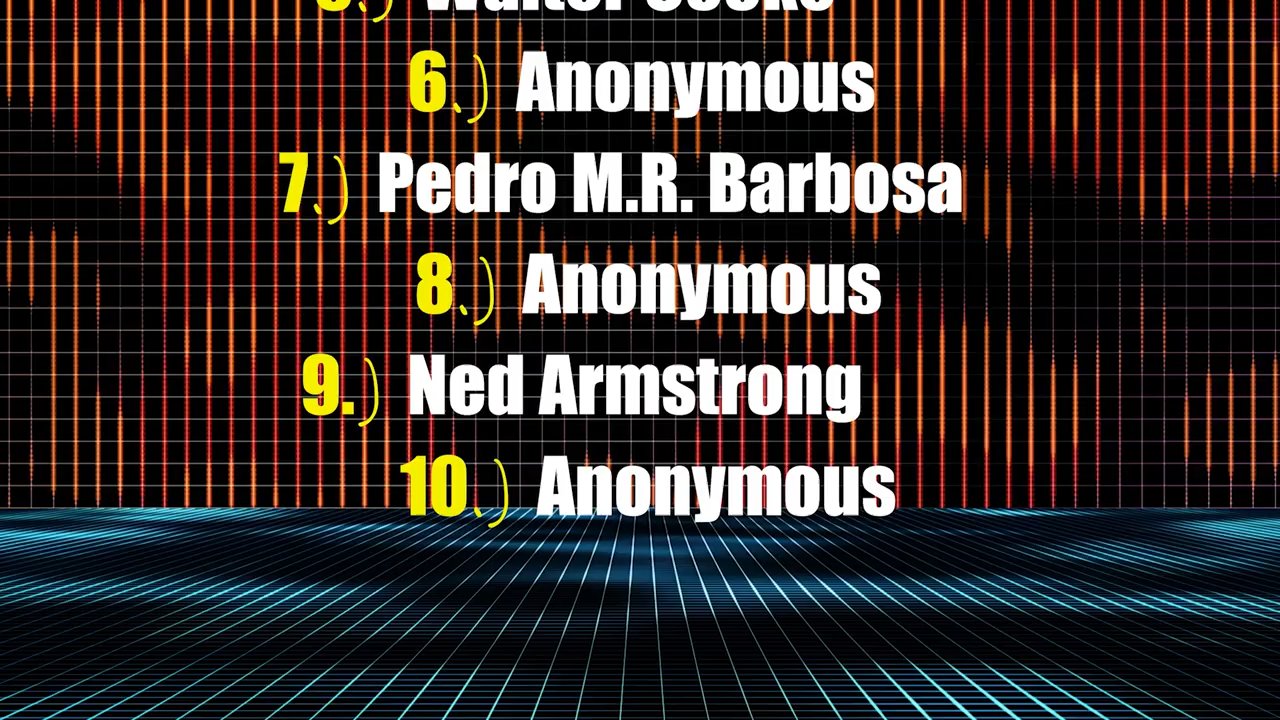 6.) Anonymous
7.) Pedro M.R. Barbosa
8.) Anonymous
9.) Ned Armstrong
10.) Anonymous